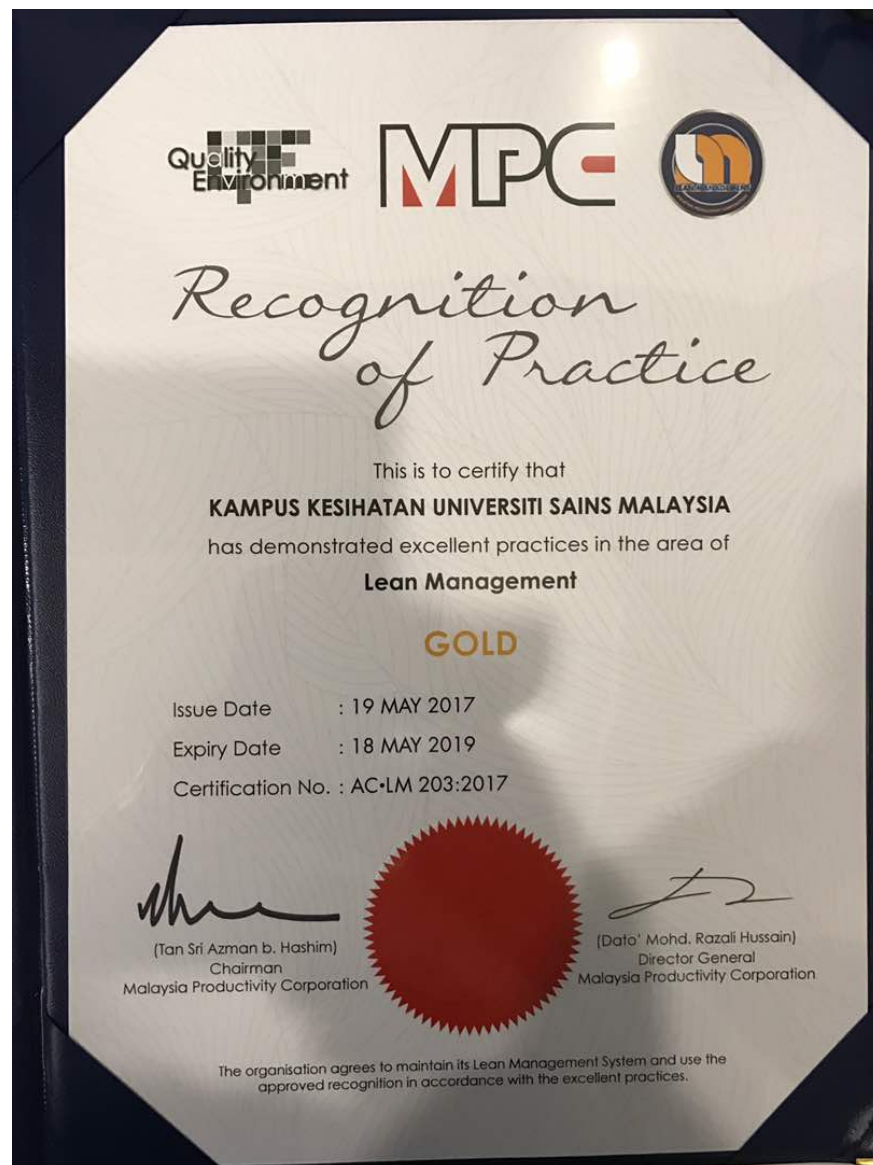 Quality
Environment
MPC
Recognition
of Practice
This is to certify that
KAMPUS KESIHATAN UNIVERSITI SAINS MALAYSIA
has demonstrated excellent practices in the area of
Lean Management
GOLD
Issue Date : 19 MAY 2017
Expiry Date : 18 MAY 2019
Certification No. : AC•LM 203:2017
(Tan Sri Azman b. Hashim)
Chairman
Malaysia Productivity Corporation
(Dato' Mohd. Razali Hussain)
Director General
Malaysia Productivity Corporation
The organisation agrees to maintain its Lean Management System and use the
approved recognition in accordance with the excellent practices.